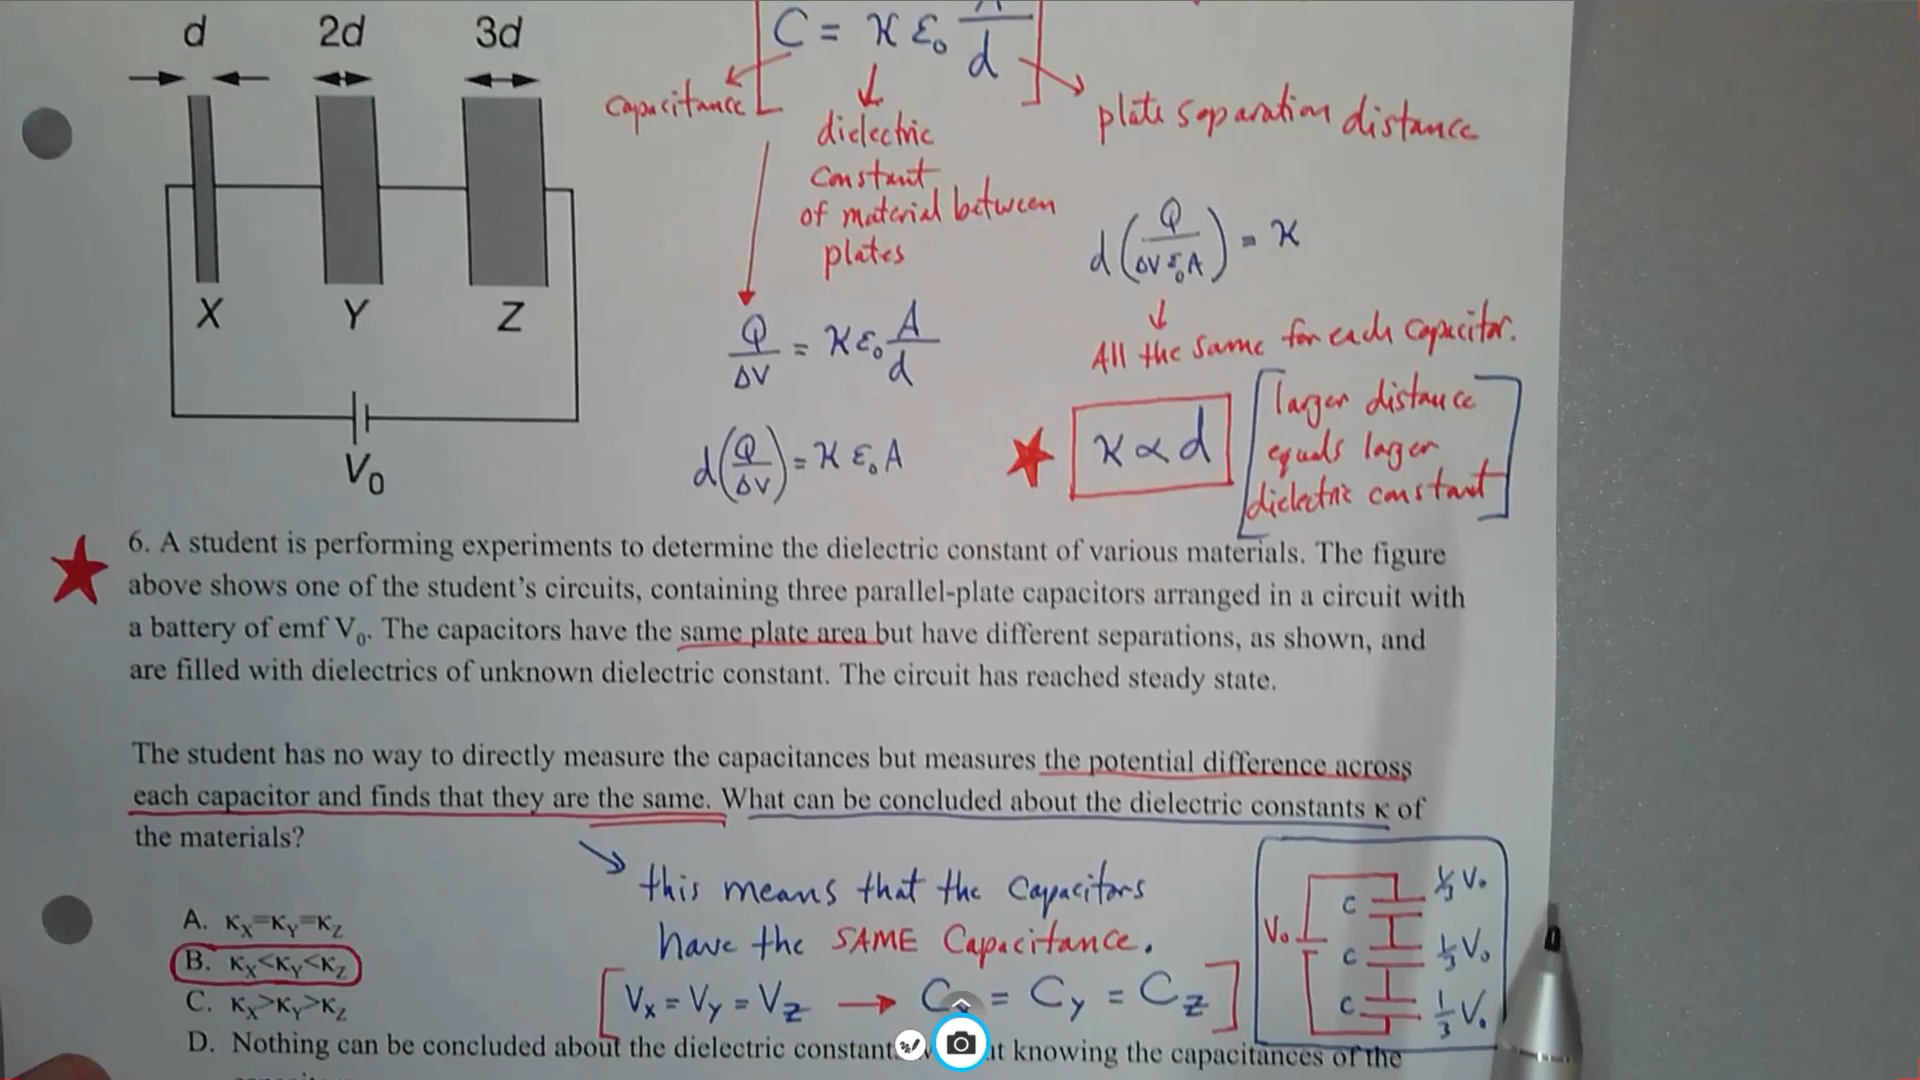 d 2d 3d
C = κ ε₀ A/d
capacitance
dielectric
constant
of material between
plates
plate separation distance
X Y Z
V₀
Q/ΔV = κ ε₀ A/d
d(Q/ΔV) = κ ε₀ A
d(Q/ΔV ε₀ A) = κ
All the same for each capacitor.
κ ∝ d
larger distance
equals larger
dielectric constant
6. A student is performing experiments to determine the dielectric constant of various materials. The figure
above shows one of the student's circuits, containing three parallel-plate capacitors arranged in a circuit with
a battery of emf V₀. The capacitors have the same plate area but have different separations, as shown, and
are filled with dielectrics of unknown dielectric constant. The circuit has reached steady state.
The student has no way to directly measure the capacitances but measures the potential difference across
each capacitor and finds that they are the same. What can be concluded about the dielectric constants κ of
the materials?
this means that the capacitors
have the SAME Capacitance.
[Vx = Vy = Vz → C = Cy = Cz]
V₀
C 1/3 V₀
C 1/3 V₀
C 1/3 V₀
A. κX=κY=κZ
B. κX<κY<κZ
C. κX>κY>κZ
D. Nothing can be concluded about the dielectric constant knowing the capacitances of the